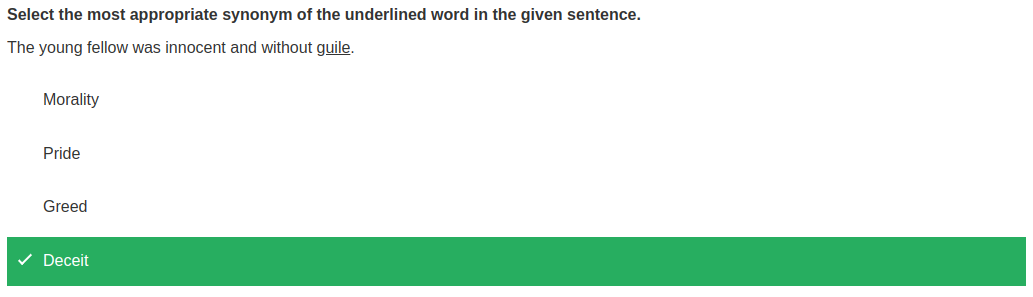 Select the most appropriate synonym of the underlined word in the given sentence.
The young fellow was innocent and without guile.
Morality
Pride
Greed
Deceit